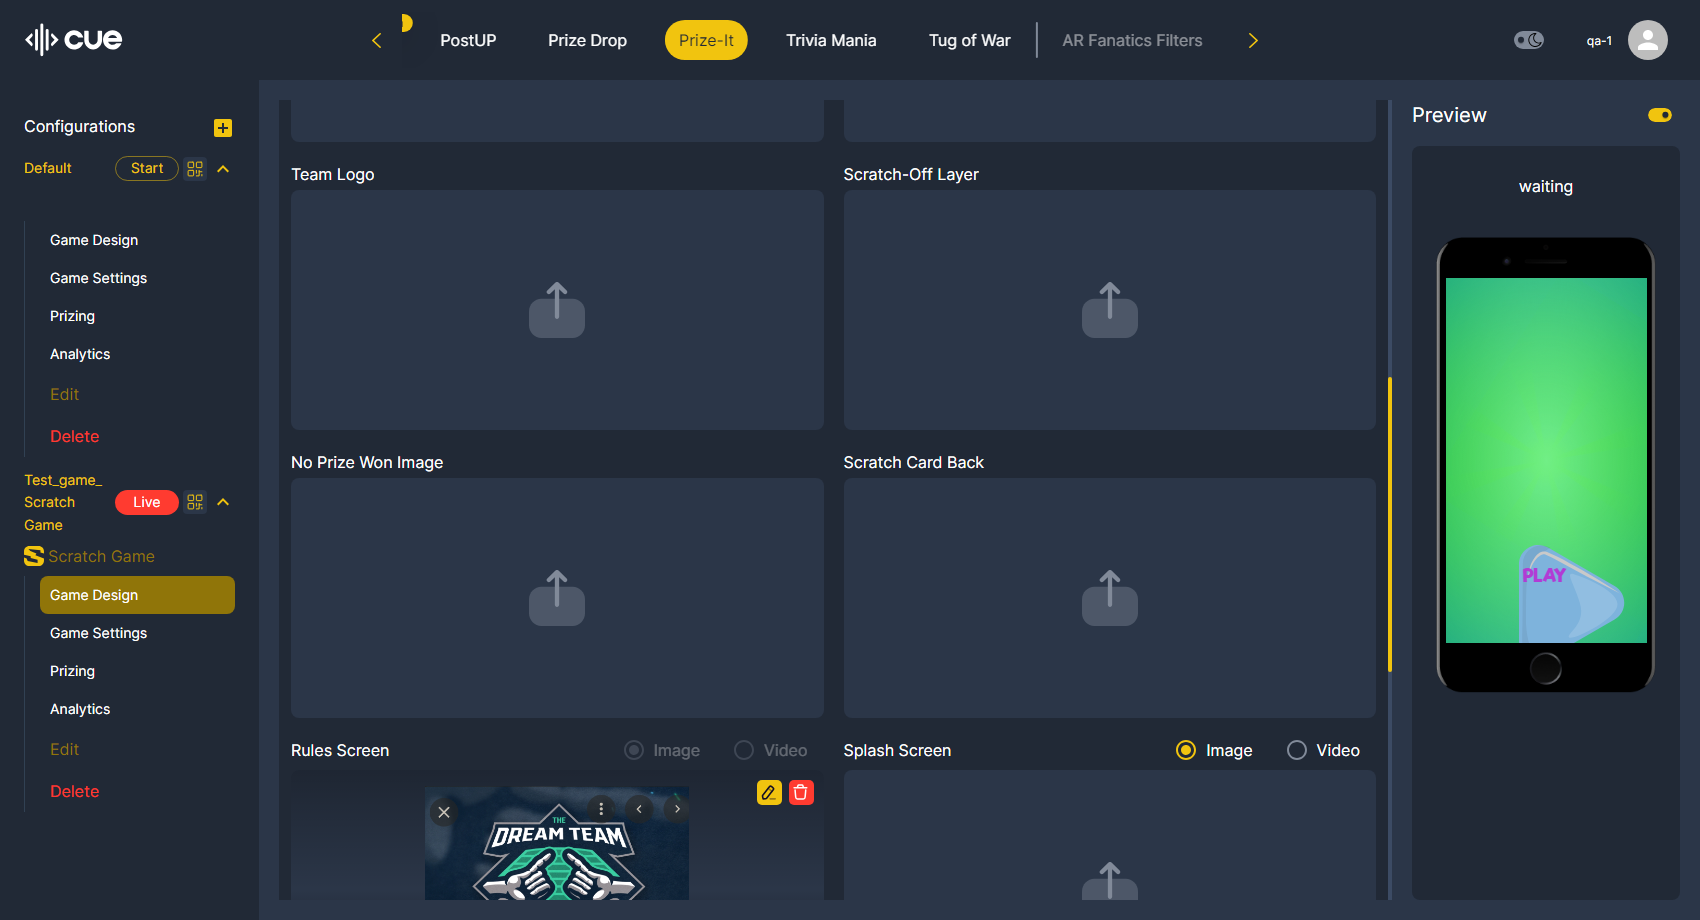 cue
PostUP
Prize Drop
Prize-It
Trivia Mania
Tug of War
AR Fanatics Filters
qa-1
Configurations
Default
Start
Game Design
Game Settings
Prizing
Analytics
Edit
Delete
Test_game_
Scratch
Game
Live
Scratch Game
Game Design
Game Settings
Prizing
Analytics
Edit
Delete
Team Logo
Scratch-Off Layer
No Prize Won Image
Scratch Card Back
Rules Screen
Image
Video
Splash Screen
Image
Video
THE
DREAM TEAM
Preview
waiting
PLAY